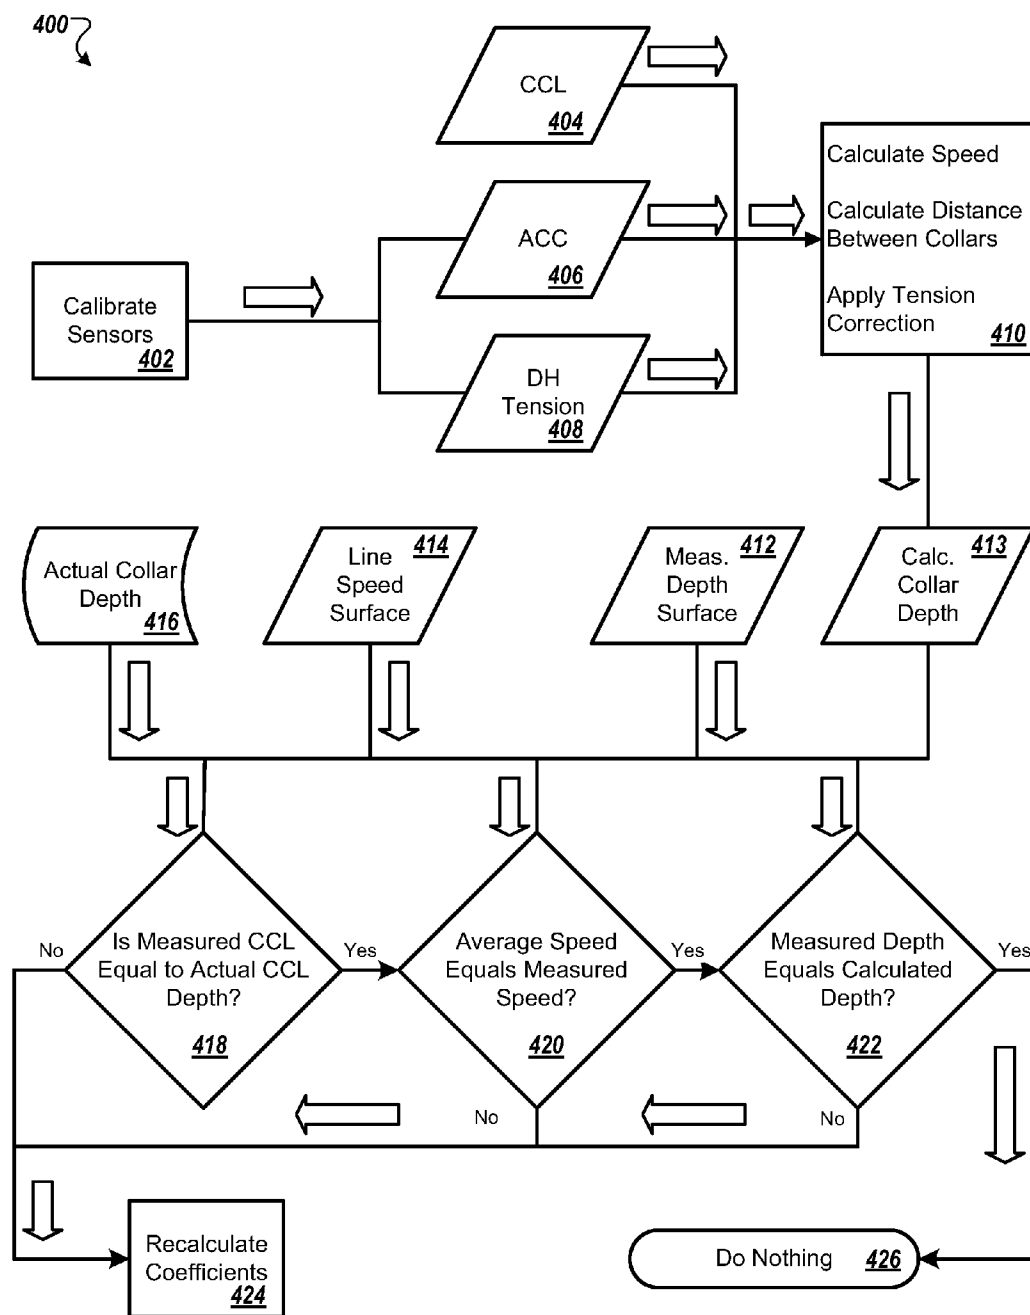 400
CCL
404
Calculate Speed
Calculate Distance
Between Collars
Apply Tension
Correction
410
ACC
406
Calibrate
Sensors
402
DH
Tension
408
Actual Collar
Depth
416
414
Line
Speed
Surface
412
Meas.
Depth
Surface
413
Calc.
Collar
Depth
No
Is Measured CCL
Equal to Actual CCL
Depth?
418
Yes
Average Speed
Equals Measured
Speed?
420
Yes
Measured Depth
Equals Calculated
Depth?
422
Yes
No
No
Recalculate
Coefficients
424
Do Nothing
426